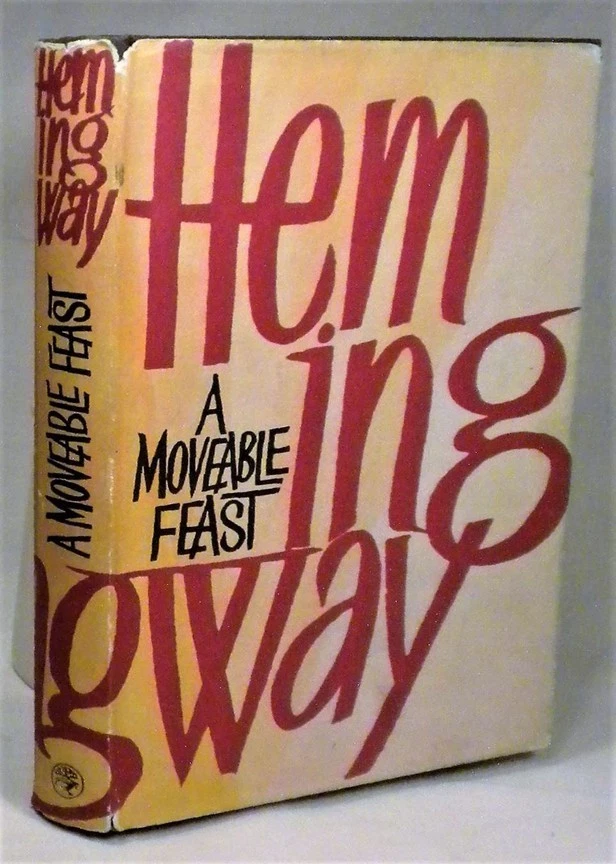 Hem
ing
way
A MOVEABLE FEAST
g
Hem
ing
way
A
MOVEABLE
FEAST